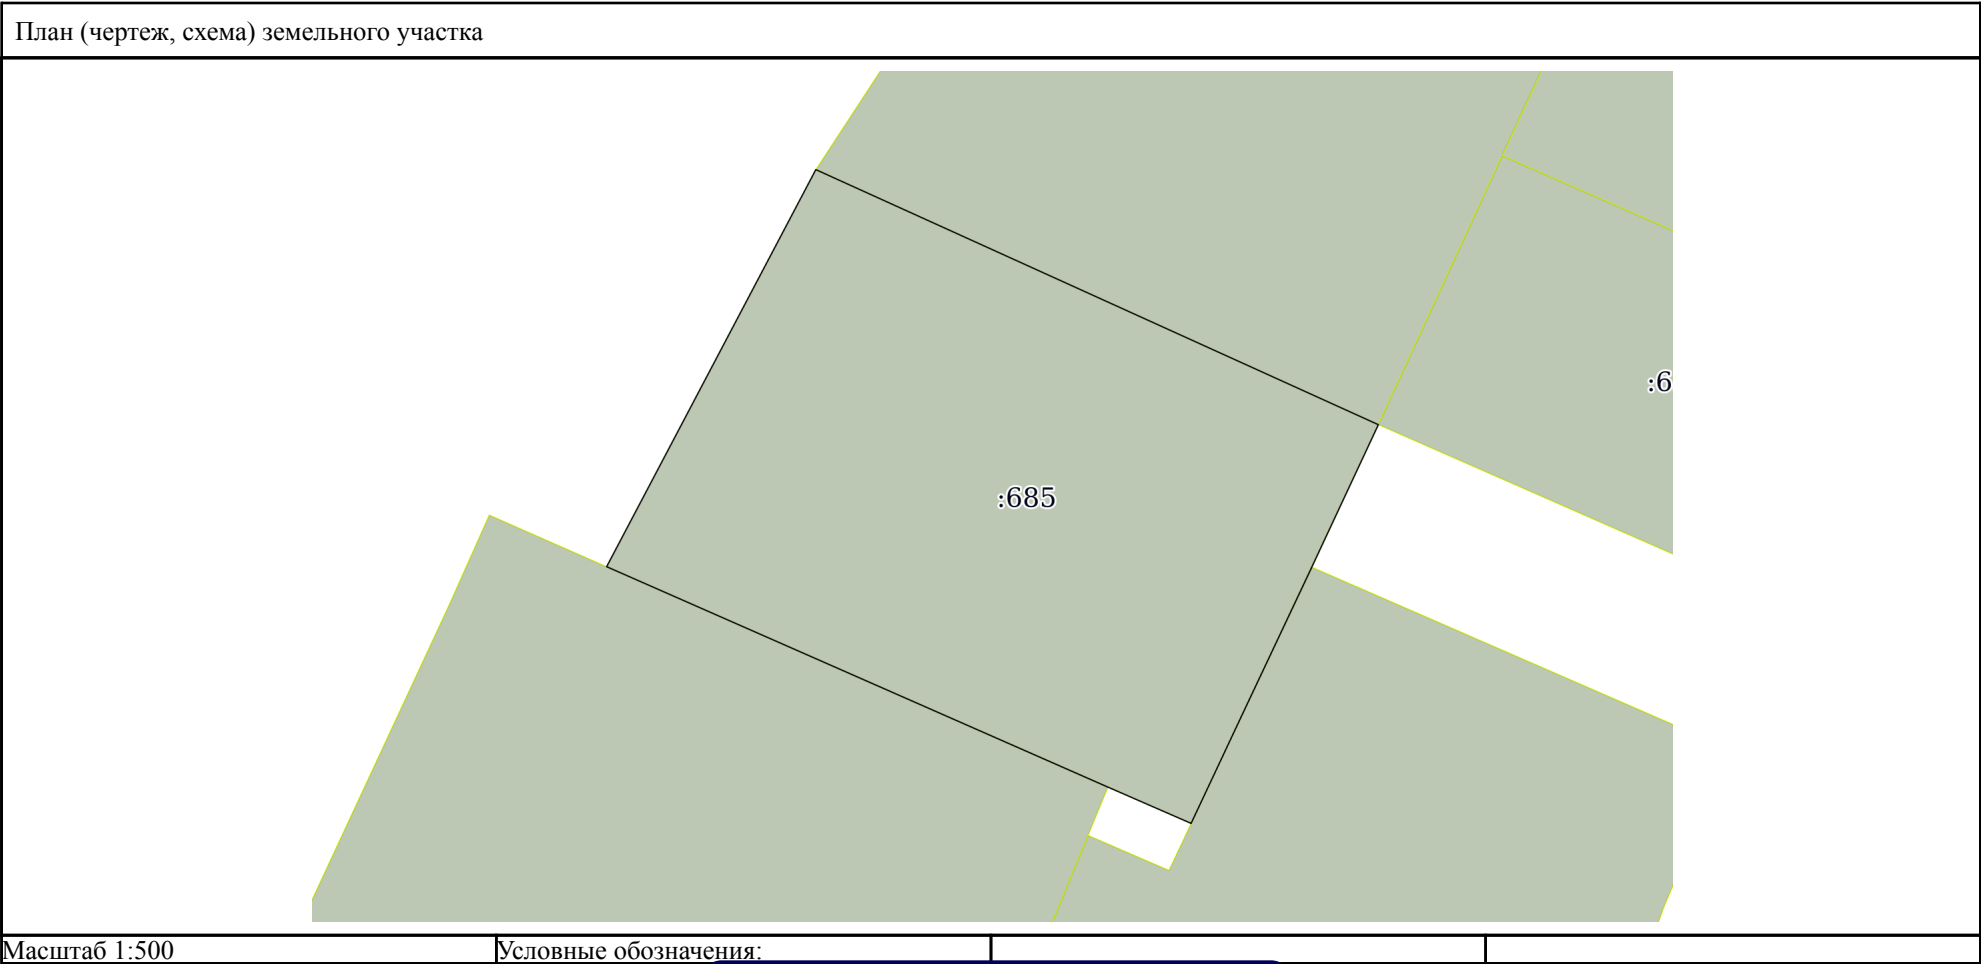 План (чертеж, схема) земельного участка
:6
:685
Масштаб 1:500
Условные обозначения: